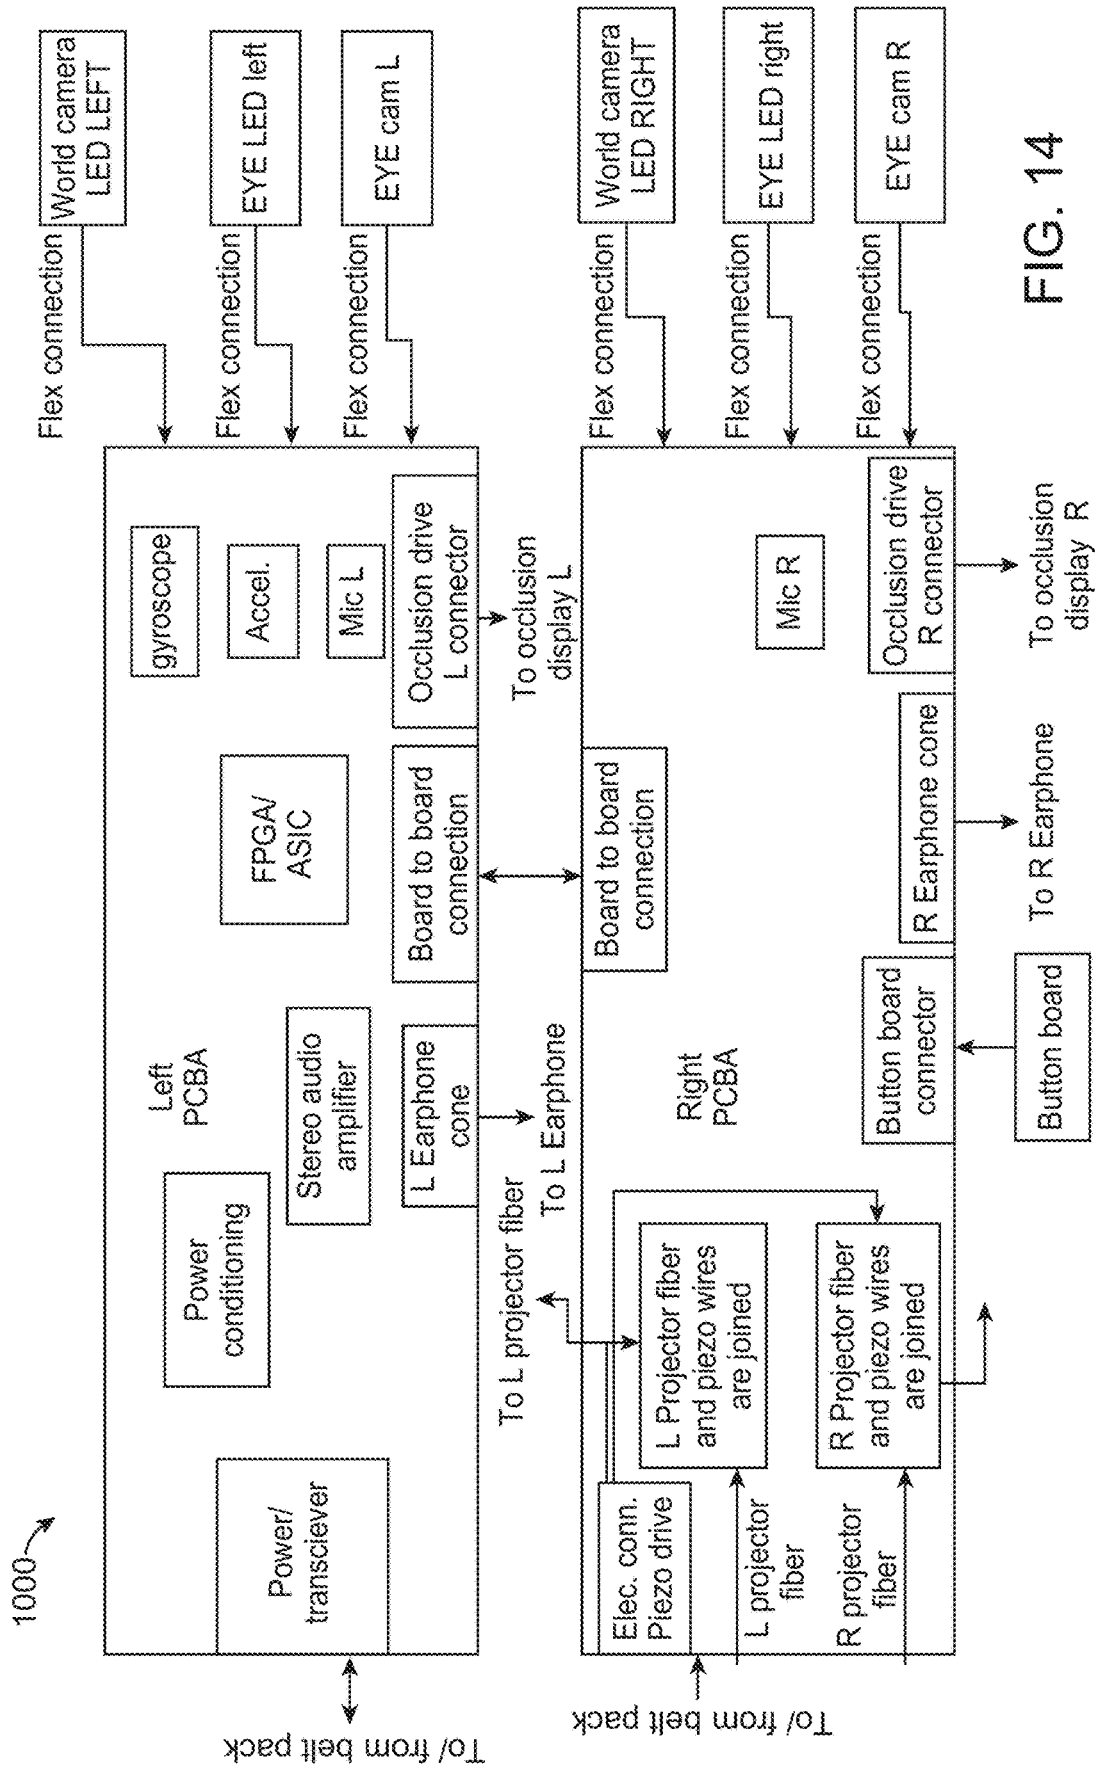 1000
To/ from belt pack
Power/
transciever
Power
conditioning
Left
PCBA
Stereo audio
amplifier
L Earphone
cone
FPGA/
ASIC
Board to board
connection
gyroscope
Accel.
Mic L
Occlusion drive
L connector
Flex connection
World camera
LED LEFT
Flex connection
EYE LED left
Flex connection
EYE cam L
To L projector fiber
To L Earphone
To occlusion
display L
To/ from belt pack
Elec. conn.
Piezo drive
L projector
fiber
R projector
fiber
L Projector fiber
and piezo wires
are joined
R Projector fiber
and piezo wires
are joined
Right
PCBA
Button board
connector
Board to board
connection
R Earphone cone
Mic R
Occlusion drive
R connector
Flex connection
World camera
LED RIGHT
Flex connection
EYE LED right
Flex connection
EYE cam R
Button board
To R Earphone
To occlusion
display R
FIG. 14